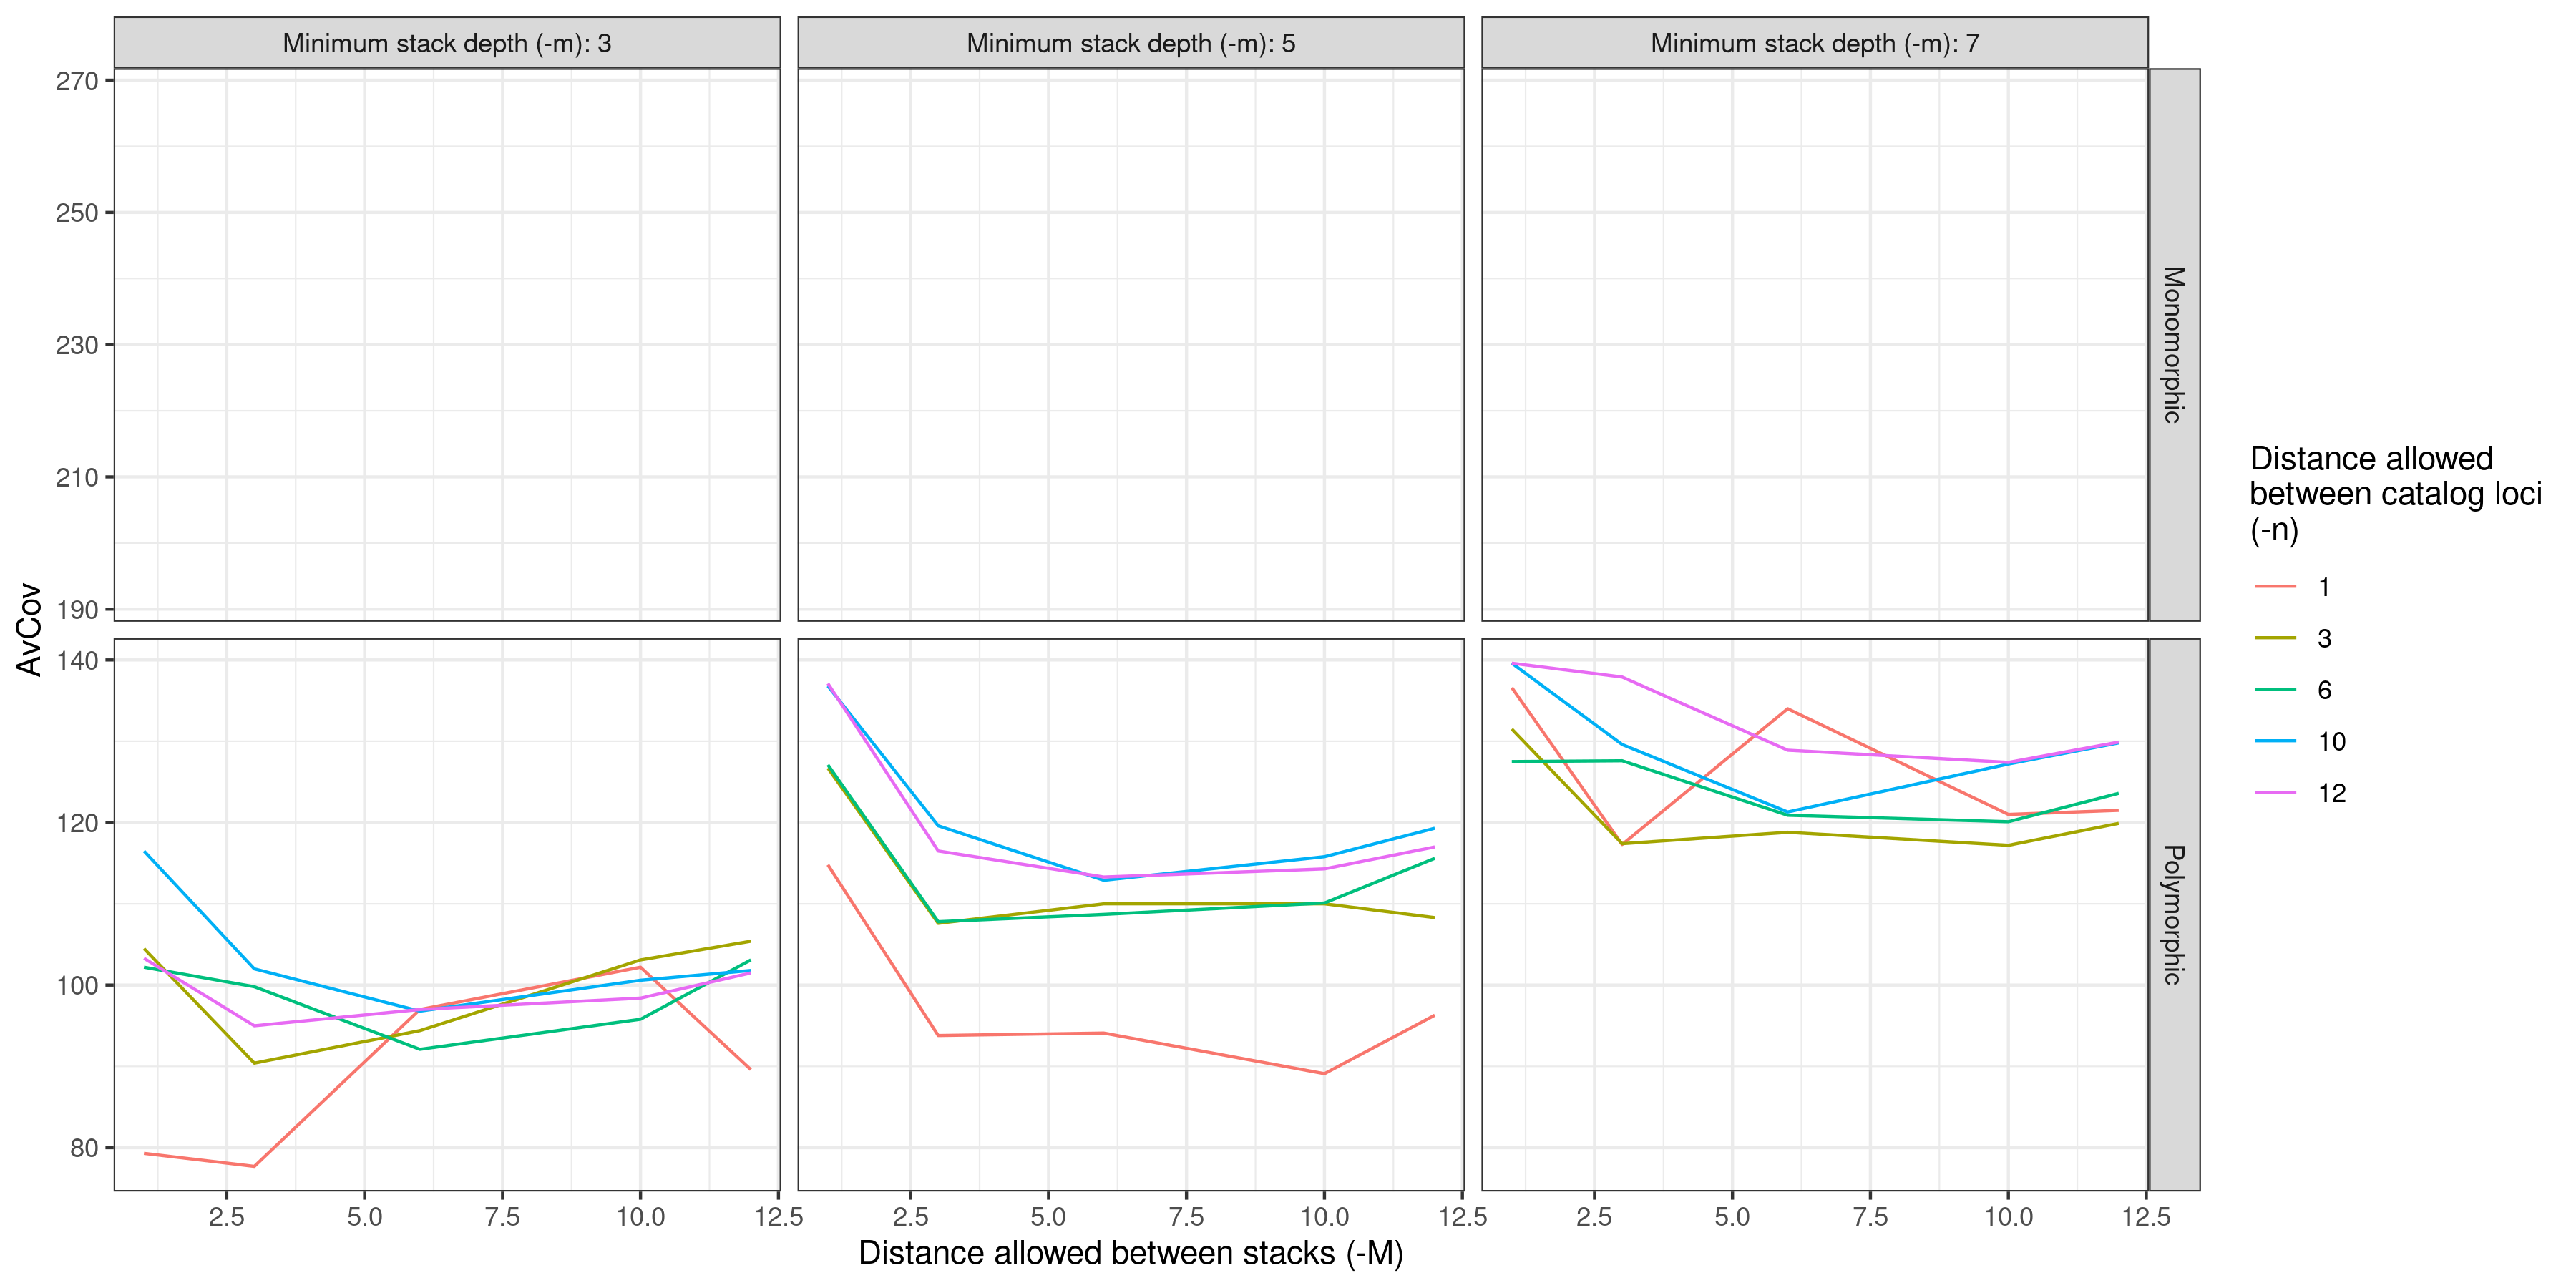 Minimum stack depth (-m): 3
Minimum stack depth (-m): 5
Minimum stack depth (-m): 7
270
250
230
210
190
Monomorphic
AvCov
140
120
100
80
Polymorphic
2.5 5.0 7.5 10.0 12.5
2.5 5.0 7.5 10.0 12.5
2.5 5.0 7.5 10.0 12.5
Distance allowed between stacks (-M)
Distance allowed
between catalog loci
(-n)
1
3
6
10
12